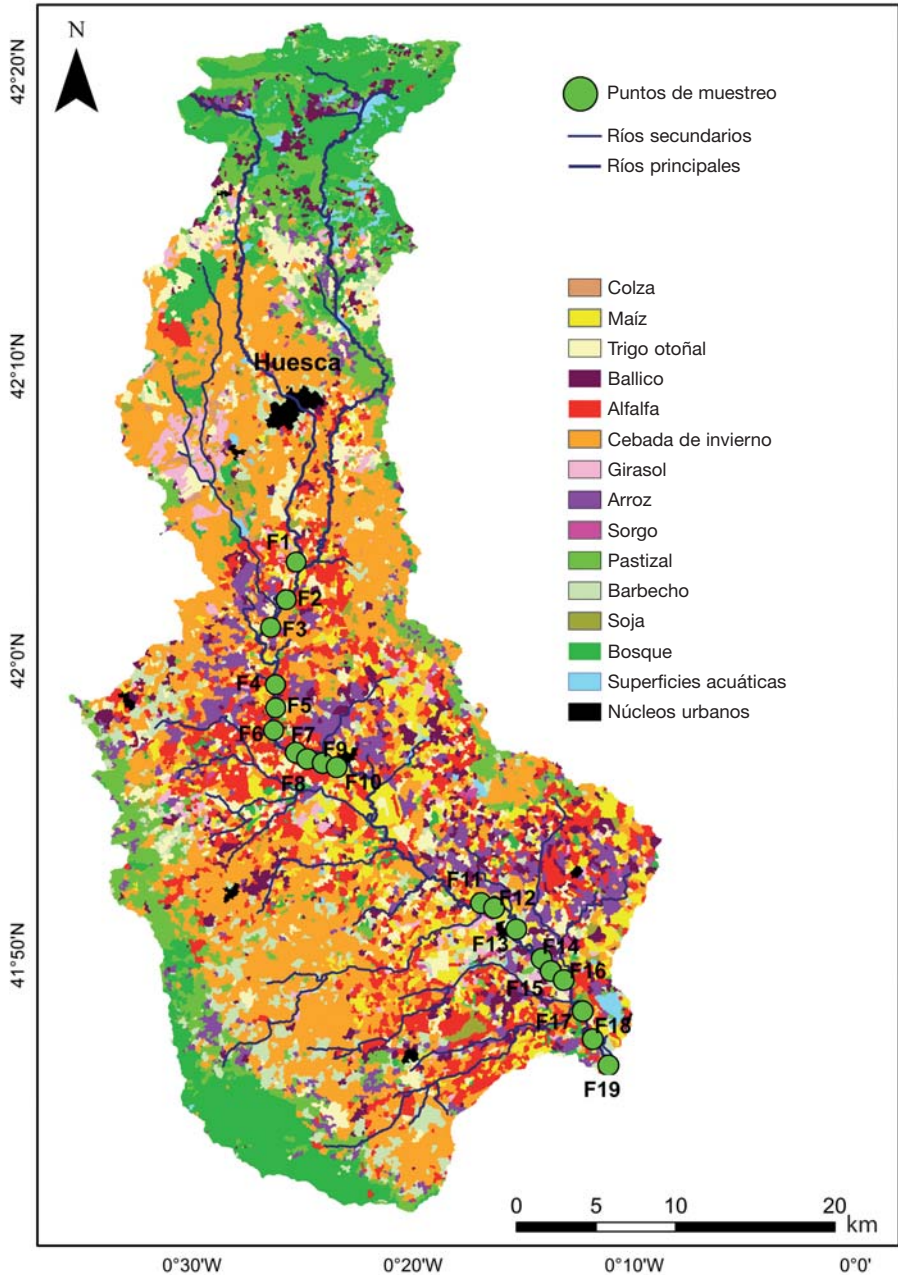 N
42°20'N
42°10'N
42°0'N
41°50'N
Puntos de muestreo
Ríos secundarios
Ríos principales
Colza
Maíz
Trigo otoñal
Ballico
Alfalfa
Cebada de invierno
Girasol
Arroz
Sorgo
Pastizal
Barbecho
Soja
Bosque
Superficies acuáticas
Núcleos urbanos
Huesca
F1
F2
F3
F4
F5
F6
F7
F8
F9
F10
F11
F12
F13
F14
F15
F16
F17
F18
F19
0 5 10 20
km
0°30'W 0°20'W 0°10'W 0°0'